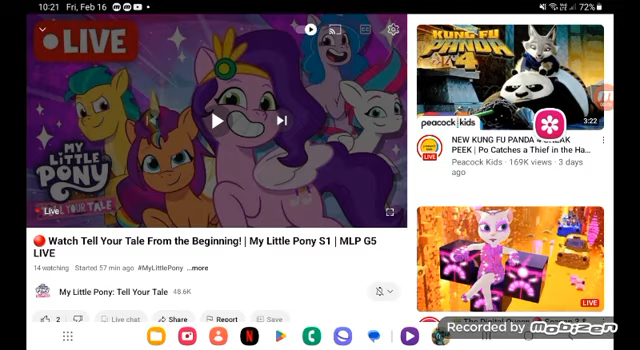 10:21 Fri, Feb 16
72%
LIVE
MY LITTLE PONY
TELL YOUR TALE
Live
🔴 Watch Tell Your Tale From the Beginning! | My Little Pony S1 | MLP G5
LIVE
14 watching Started 57 min ago #MyLittlePony ...more
My Little Pony: Tell Your Tale 48.6K
2 Live chat Share Report Save
KUNG FU PANDA 4
peacock kids
3:22
NEW KUNG FU PANDA 4 SNEAK
PEEK | Po Catches a Thief in the Ha...
Peacock Kids · 169K views · 3 days
ago
LIVE
LIVE
The Digital Queen
Recorded by Mobizen